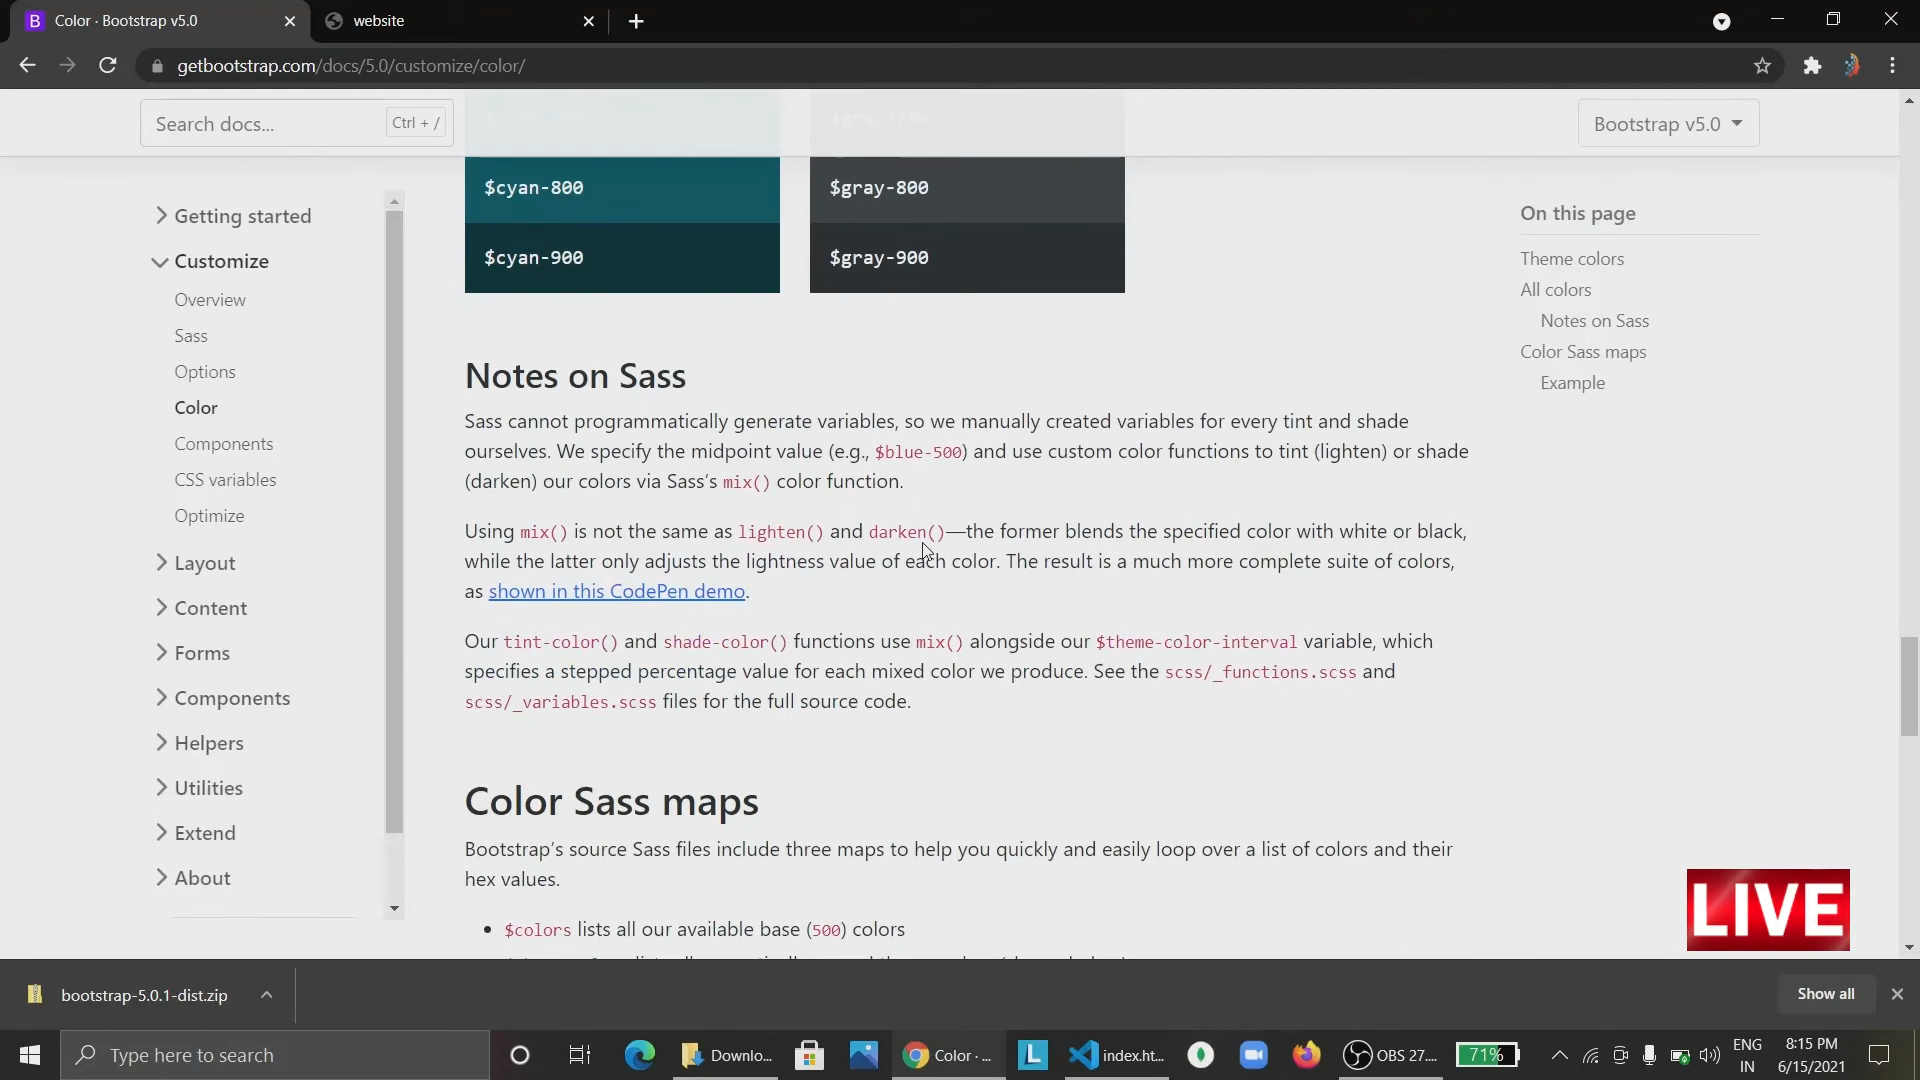 Color · Bootstrap v5.0
website
getbootstrap.com/docs/5.0/customize/color/
Search docs...
Ctrl + /
Bootstrap v5.0
$cyan-800
$gray-800
$cyan-900
$gray-900
Getting started
Customize
Overview
Sass
Options
Color
Components
CSS variables
Optimize
Layout
Content
Forms
Components
Helpers
Utilities
Extend
About
Notes on Sass
Sass cannot programmatically generate variables, so we manually created variables for every tint and shade
ourselves. We specify the midpoint value (e.g., $blue-500) and use custom color functions to tint (lighten) or shade
(darken) our colors via Sass’s mix() color function.
Using mix() is not the same as lighten() and darken()—the former blends the specified color with white or black,
while the latter only adjusts the lightness value of each color. The result is a much more complete suite of colors,
as shown in this CodePen demo.
Our tint-color() and shade-color() functions use mix() alongside our $theme-color-interval variable, which
specifies a stepped percentage value for each mixed color we produce. See the scss/_functions.scss and
scss/_variables.scss files for the full source code.
Color Sass maps
Bootstrap’s source Sass files include three maps to help you quickly and easily loop over a list of colors and their
hex values.
• $colors lists all our available base (500) colors
On this page
Theme colors
All colors
Notes on Sass
Color Sass maps
Example
LIVE
bootstrap-5.0.1-dist.zip
Show all
Type here to search
Downlo...
Color · ...
index.ht...
OBS 27....
71%
ENG
IN
8:15 PM
6/15/2021